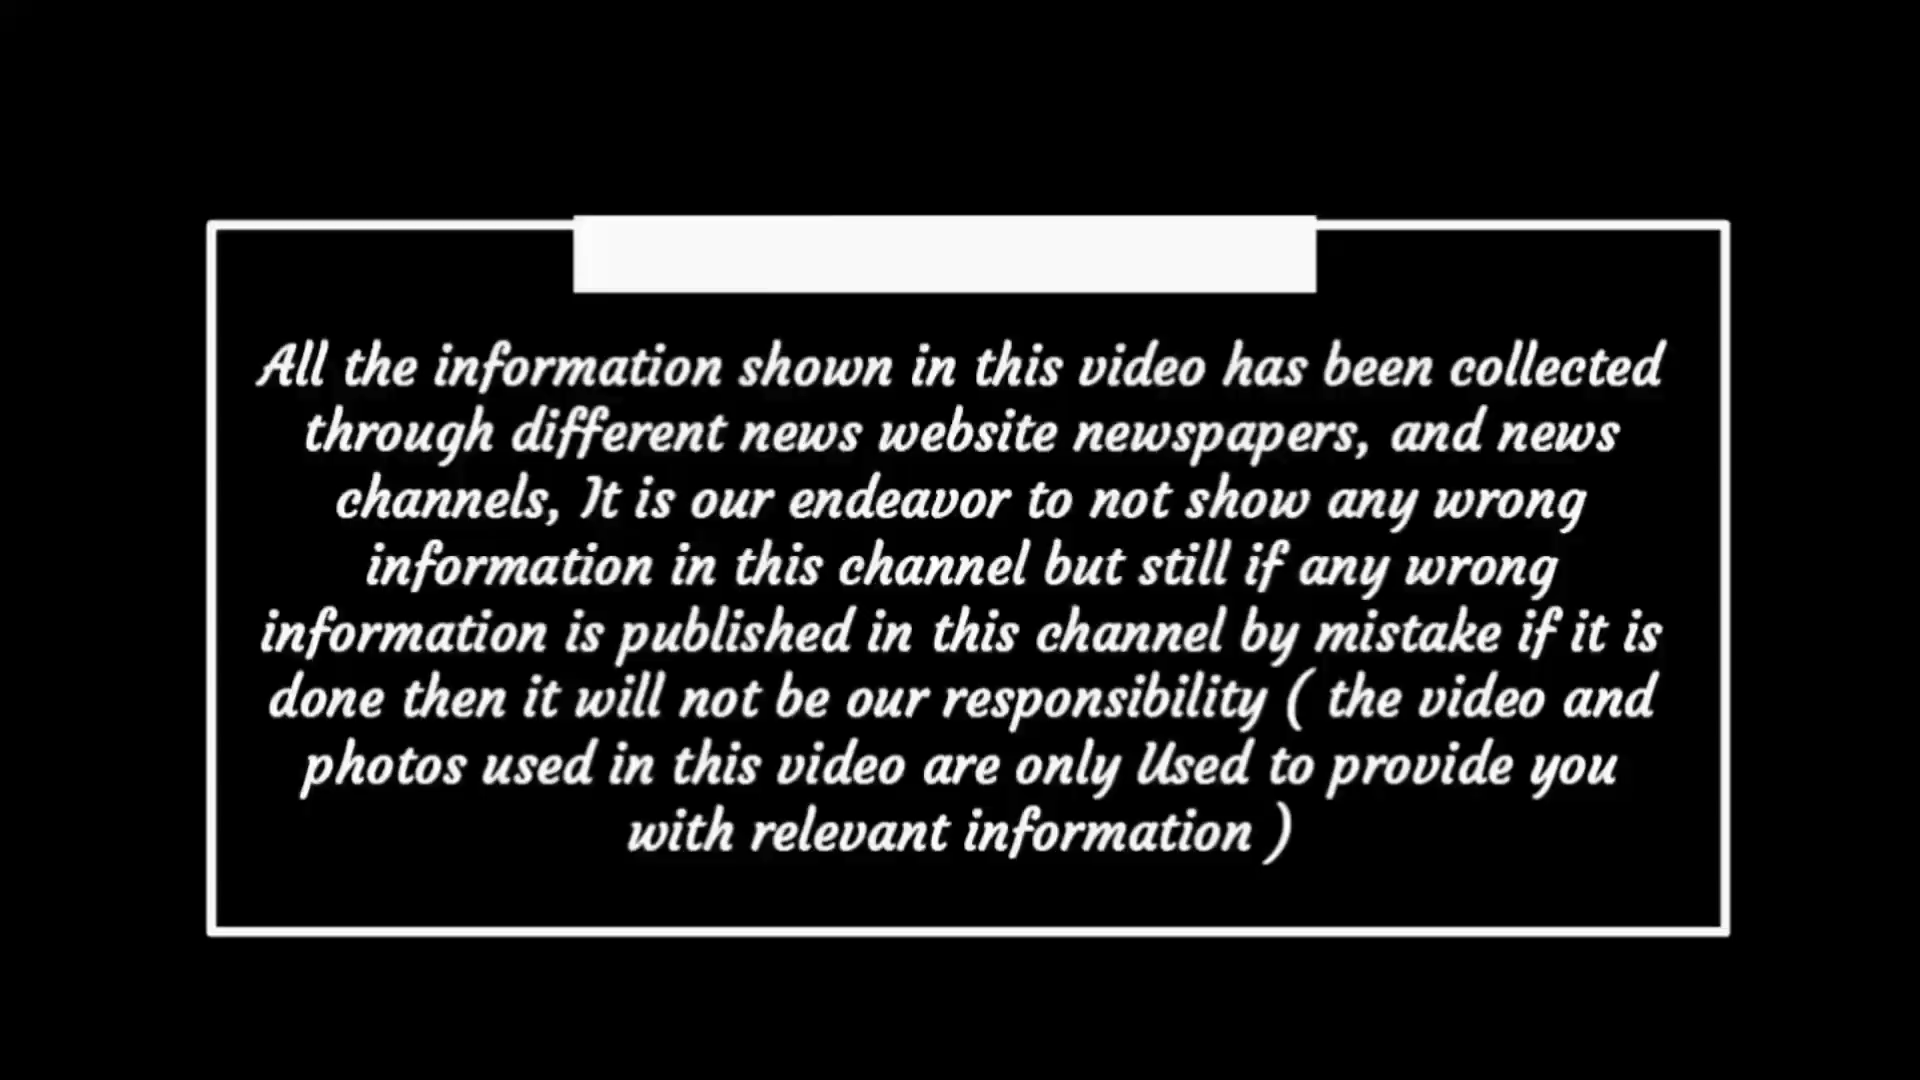 All the information shown in this video has been collected
through different news website newspapers, and news
channels, It is our endeavor to not show any wrong
information in this channel but still if any wrong
information is published in this channel by mistake if it is
done then it will not be our responsibility ( the video and
photos used in this video are only Used to provide you
with relevant information )